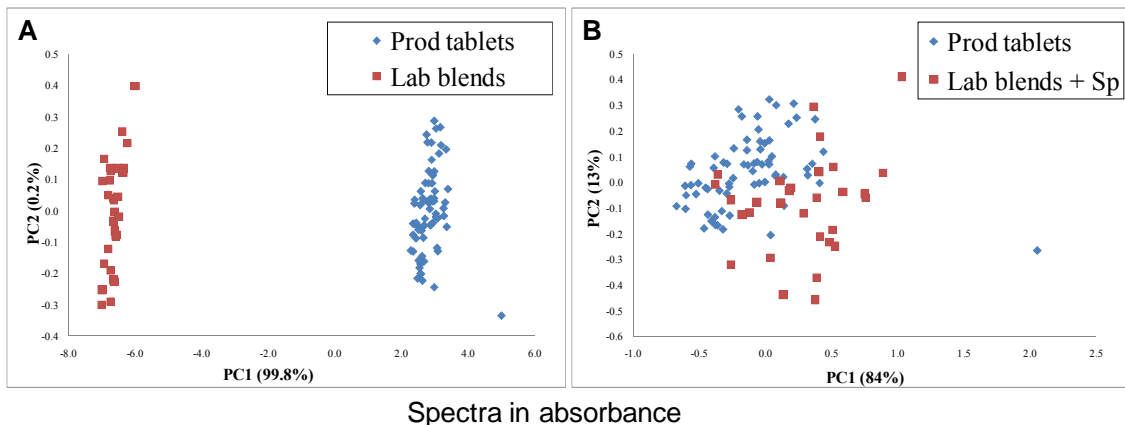 A
Prod tablets
Lab blends
0.5
0.4
0.3
0.2
0.1
0.0
-0.1
-0.2
-0.3
-0.4
PC2 (0.2%)
-8.0 -6.0 -4.0 -2.0 0.0 2.0 4.0 6.0
PC1 (99.8%)
B
Prod tablets
Lab blends + Sp
0.5
0.4
0.3
0.2
0.1
0.0
-0.1
-0.2
-0.3
-0.4
-0.5
-0.6
PC2 (13%)
-1.0 -0.5 0.0 0.5 1.0 1.5 2.0 2.5
PC1 (84%)
Spectra in absorbance